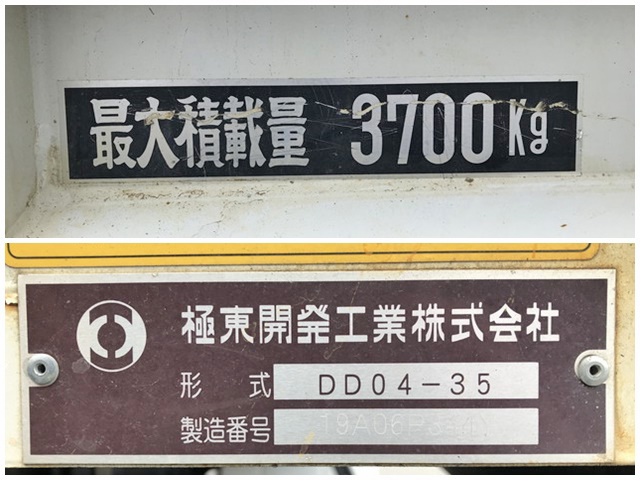 最大積載量 3700Kg
極東開発工業株式会社
形式 DD04-35
製造番号